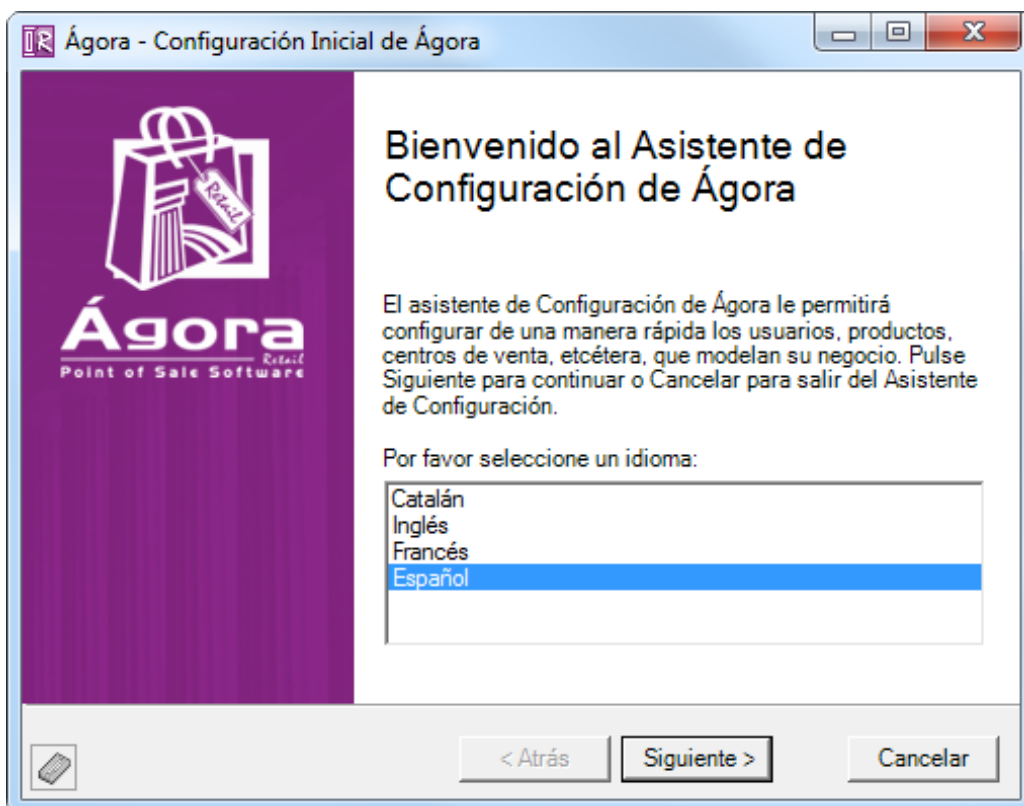 Ágora - Configuración Inicial de Ágora
Bienvenido al Asistente de
Configuración de Ágora
Retail
Ágora
Retail
Point of Sale Software
El asistente de Configuración de Ágora le permitirá
configurar de una manera rápida los usuarios, productos,
centros de venta, etcétera, que modelan su negocio. Pulse
Siguiente para continuar o Cancelar para salir del Asistente
de Configuración.
Por favor seleccione un idioma:
Catalán
Inglés
Francés
Español
< Atrás
Siguiente >
Cancelar